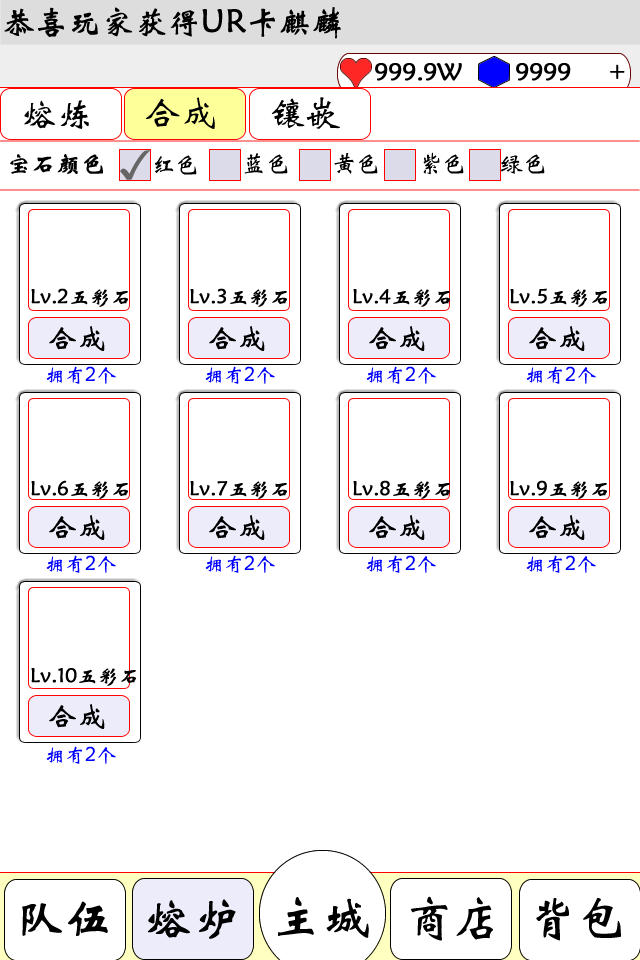 恭喜玩家获得UR卡麒麟
999.9W 9999 +
熔炼 合成 镶嵌
宝石颜色 红色 蓝色 黄色 紫色 绿色
Lv.2五彩石 Lv.3五彩石 Lv.4五彩石 Lv.5五彩石
合成 合成 合成 合成
拥有2个 拥有2个 拥有2个 拥有2个
Lv.6五彩石 Lv.7五彩石 Lv.8五彩石 Lv.9五彩石
合成 合成 合成 合成
拥有2个 拥有2个 拥有2个 拥有2个
Lv.10五彩石
合成
拥有2个
队伍 熔炉 主城 商店 背包